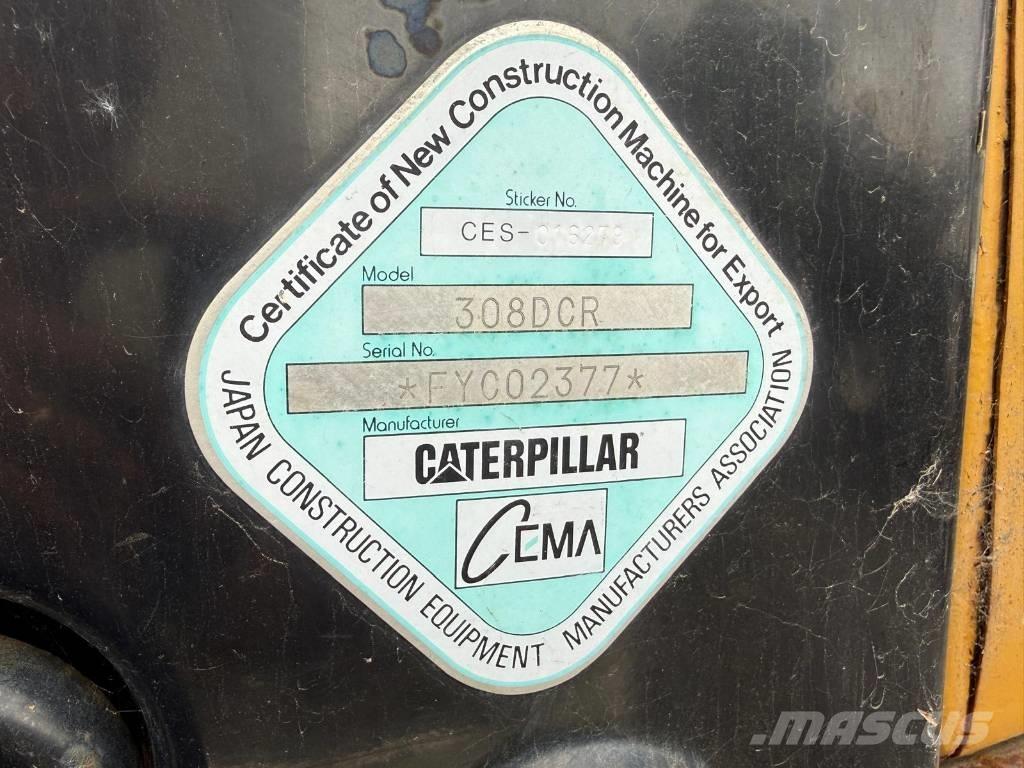 Certificate of New Construction Machine for Export
Sticker No.
CES-
Model
308DCR
Serial No.
*FYC02377*
Manufacturer
CATERPILLAR
CEMA
JAPAN CONSTRUCTION EQUIPMENT MANUFACTURERS ASSOCIATION
MASCUS